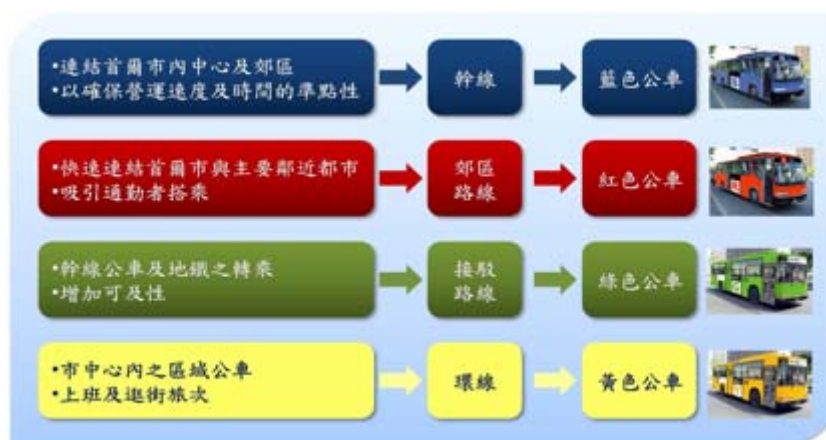 •連結首爾市內中心及郊區
•以確保營運速度及時間的準點性
幹線
藍色公車
•快速連結首爾市與主要鄰近都市
•吸引通勤者搭乘
郊區
路線
紅色公車
•幹線公車及地鐵之轉乘
•增加可及性
接駁
路線
綠色公車
•市中心內之區域公車
•上班及逛街旅次
環線
黃色公車